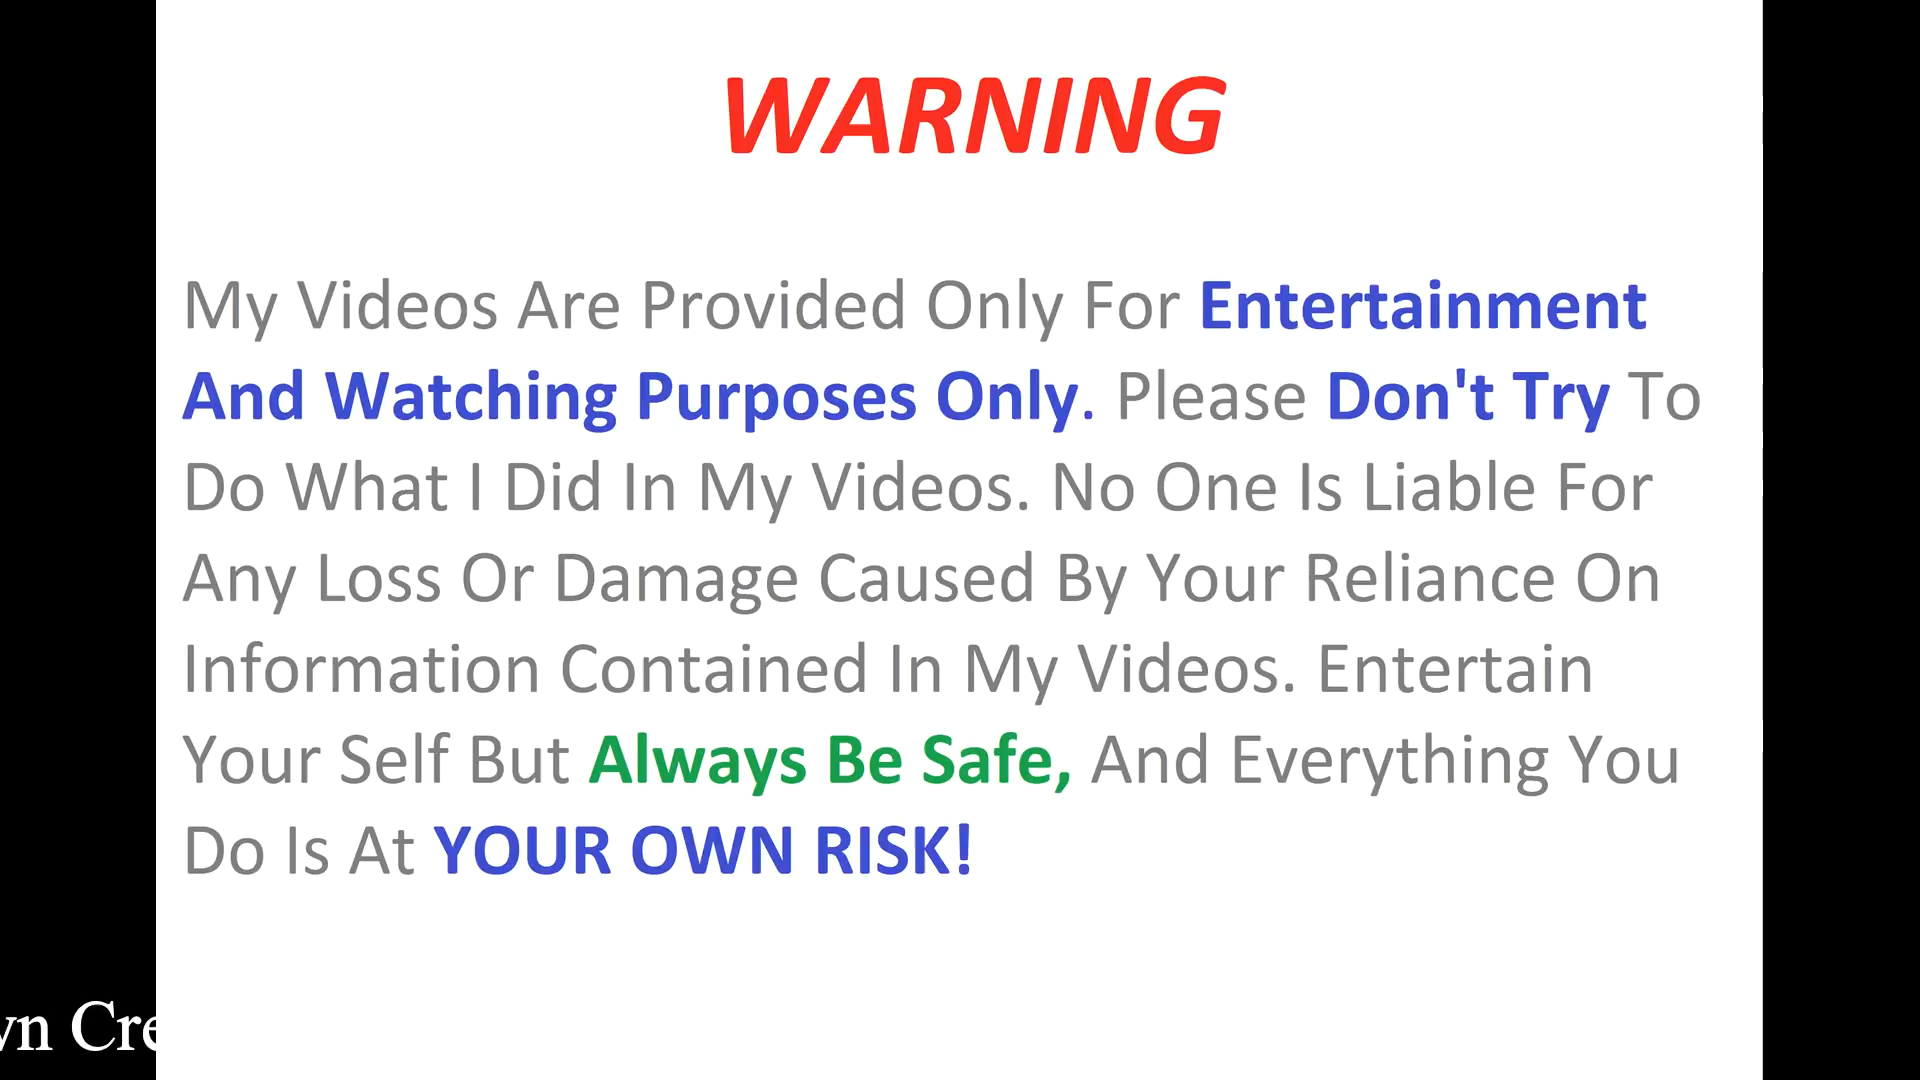 WARNING
My Videos Are Provided Only For Entertainment
And Watching Purposes Only. Please Don't Try To
Do What I Did In My Videos. No One Is Liable For
Any Loss Or Damage Caused By Your Reliance On
Information Contained In My Videos. Entertain
Your Self But Always Be Safe, And Everything You
Do Is At YOUR OWN RISK!